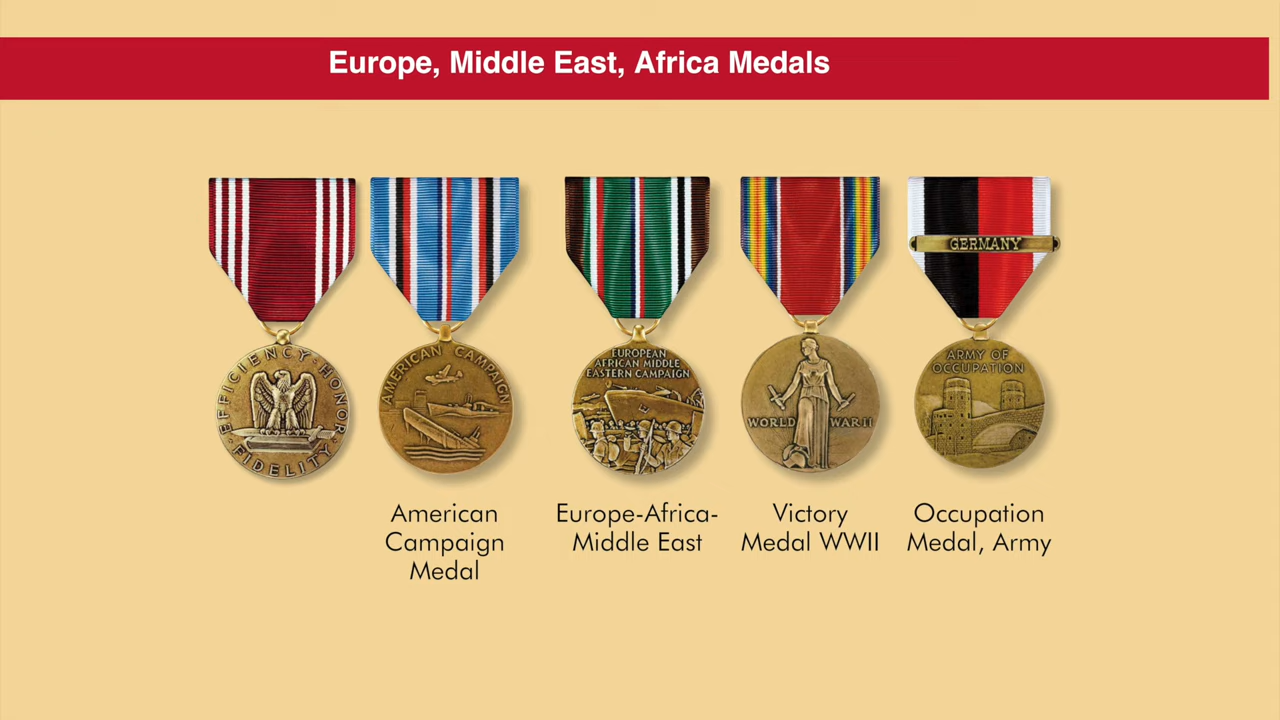 Europe, Middle East, Africa Medals
GERMANY
EFFICIENCY · HONOR · FIDELITY
AMERICAN CAMPAIGN
EUROPEAN
AFRICAN MIDDLE
EASTERN CAMPAIGN
WORLD WAR II
ARMY OF
OCCUPATION
American
Campaign
Medal
Europe-Africa-
Middle East
Victory
Medal WWII
Occupation
Medal, Army